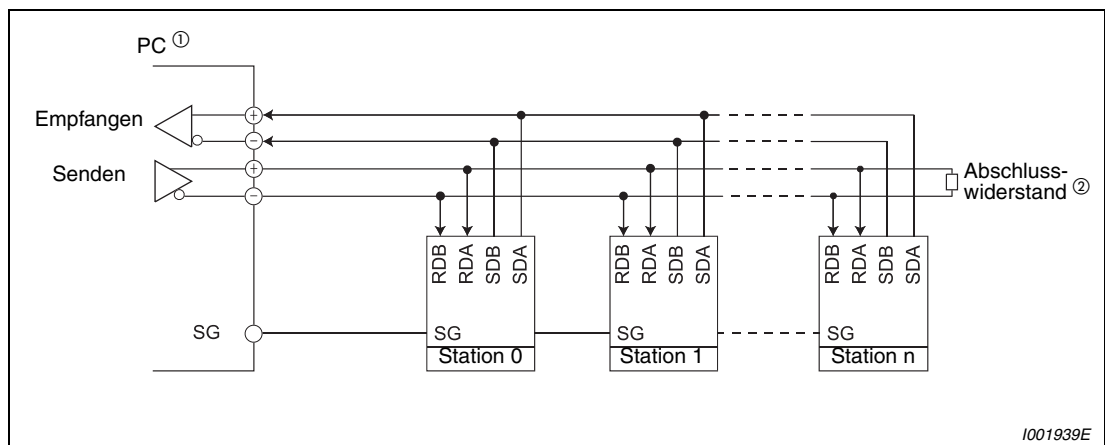 PC ①
Empfangen
+
−
Senden
+
−
Abschluss-
widerstand ②
RDB
RDA
SDB
SDA
RDB
RDA
SDB
SDA
RDB
RDA
SDB
SDA
SG
SG
SG
SG
Station 0
Station 1
Station n
I001939E